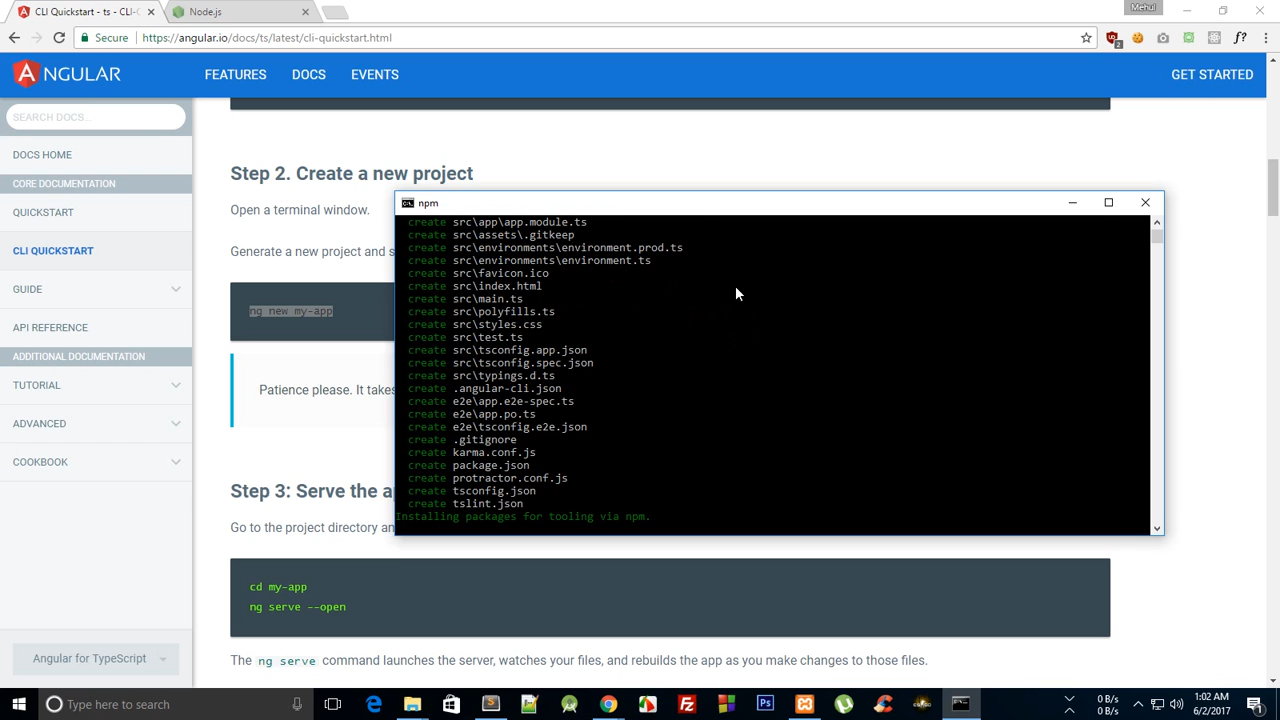 CLI Quickstart - ts - CLI-
Node.js
Mehul
Secure
https://angular.io/docs/ts/latest/cli-quickstart.html
2
f?
NGULAR
FEATURES
DOCS
EVENTS
GET STARTED
SEARCH DOCS...
DOCS HOME
CORE DOCUMENTATION
QUICKSTART
CLI QUICKSTART
GUIDE
API REFERENCE
ADDITIONAL DOCUMENTATION
TUTORIAL
ADVANCED
COOKBOOK
Angular for TypeScript
Step 2. Create a new project
Open a terminal window.
Generate a new project and s
ng new my-app
Patience please. It takes
npm
create src\app\app.module.ts
create src\assets\.gitkeep
create src\environments\environment.prod.ts
create src\environments\environment.ts
create src\favicon.ico
create src\index.html
create src\main.ts
create src\polyfills.ts
create src\styles.css
create src\test.ts
create src\tsconfig.app.json
create src\tsconfig.spec.json
create src\typings.d.ts
create .angular-cli.json
create e2e\app.e2e-spec.ts
create e2e\app.po.ts
create e2e\tsconfig.e2e.json
create .gitignore
create karma.conf.js
create package.json
create protractor.conf.js
create tsconfig.json
create tslint.json
Installing packages for tooling via npm.
Step 3: Serve the a
Go to the project directory an
cd my-app
ng serve --open
The ng serve command launches the server, watches your files, and rebuilds the app as you make changes to those files.
Type here to search
0 B/s
0 B/s
1:02 AM
6/2/2017